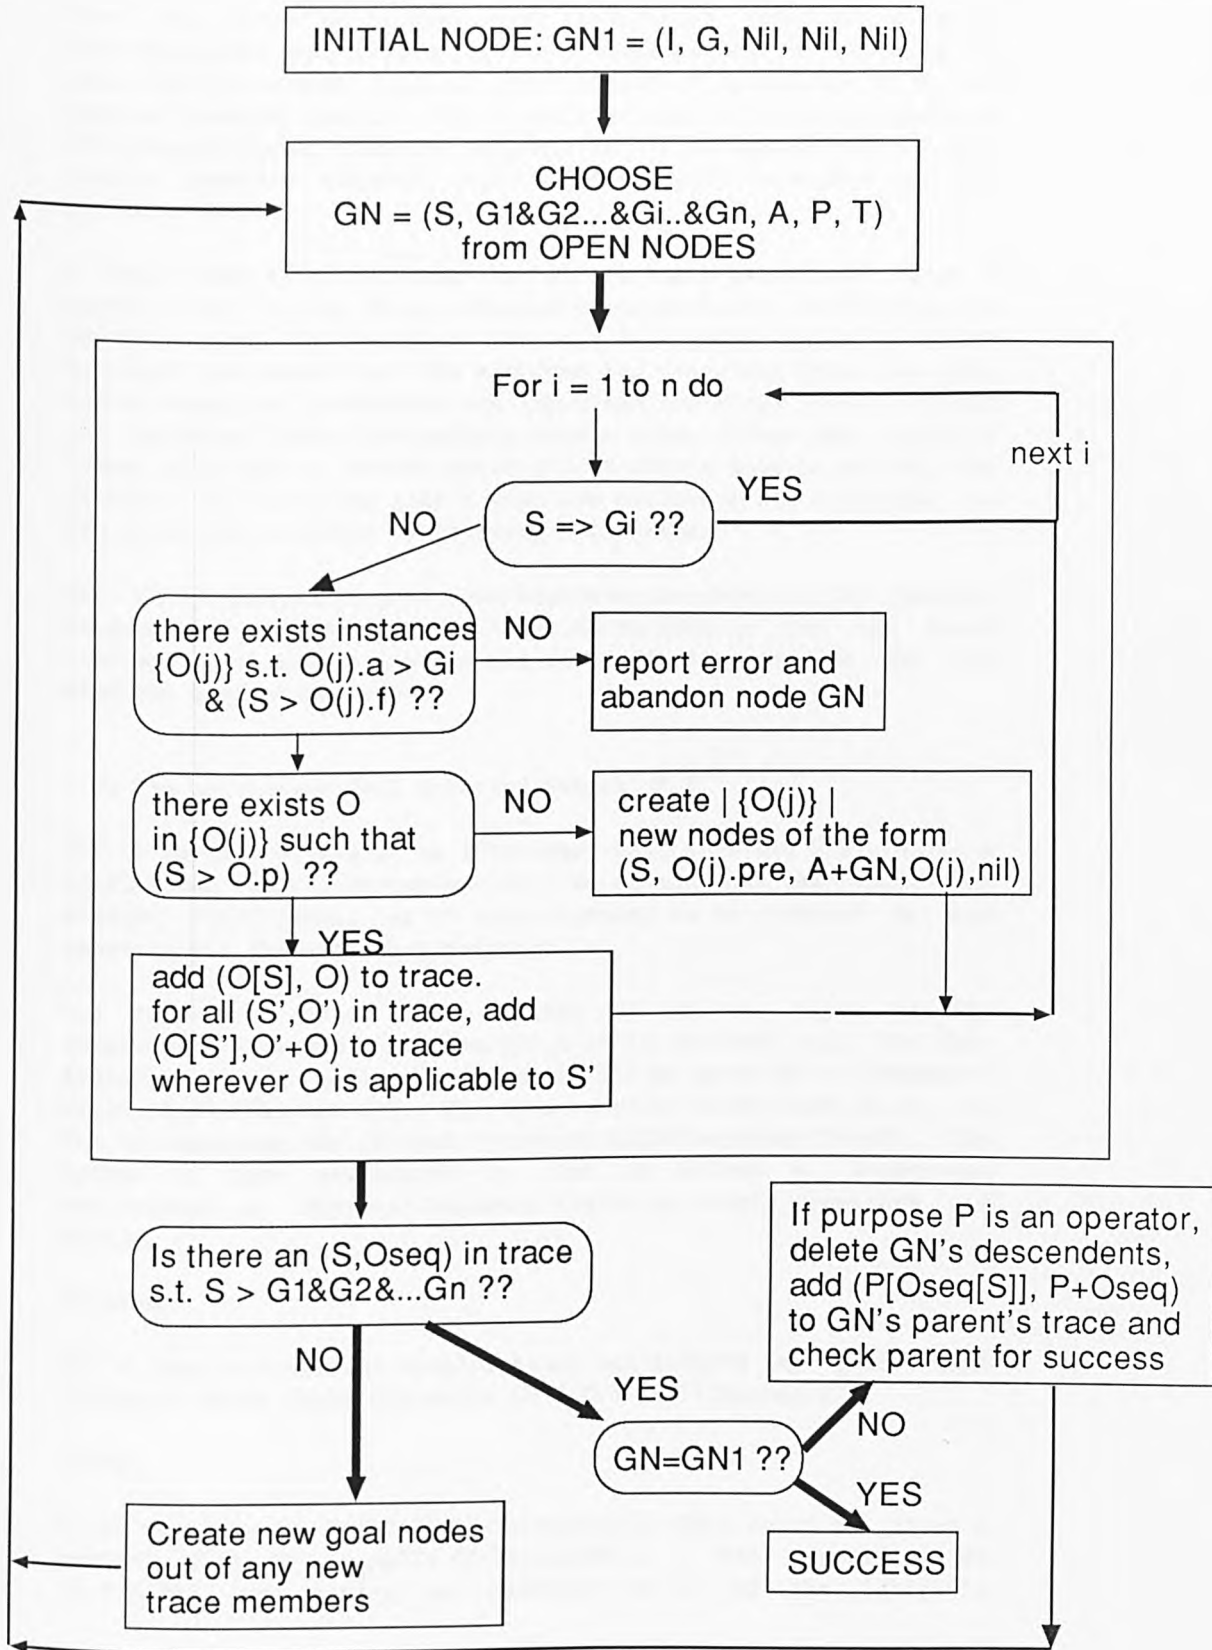 INITIAL NODE: GN1 = (I, G, Nil, Nil, Nil)
CHOOSE
GN = (S, G1&G2...&Gi..&Gn, A, P, T)
from OPEN NODES
For i = 1 to n do
next i
YES
NO
S => Gi ??
there exists instances
{O(j)} s.t. O(j).a > Gi
& (S > O(j).f) ??
NO
report error and
abandon node GN
there exists O
in {O(j)} such that
(S > O.p) ??
NO
create | {O(j)} |
new nodes of the form
(S, O(j).pre, A+GN,O(j),nil)
YES
add (O[S], O) to trace.
for all (S',O') in trace, add
(O[S'],O'+O) to trace
wherever O is applicable to S'
Is there an (S,Oseq) in trace
s.t. S > G1&G2&...Gn ??
If purpose P is an operator,
delete GN's descendents,
add (P[Oseq[S]], P+Oseq)
to GN's parent's trace and
check parent for success
NO
YES
NO
GN=GN1 ??
YES
SUCCESS
Create new goal nodes
out of any new
trace members